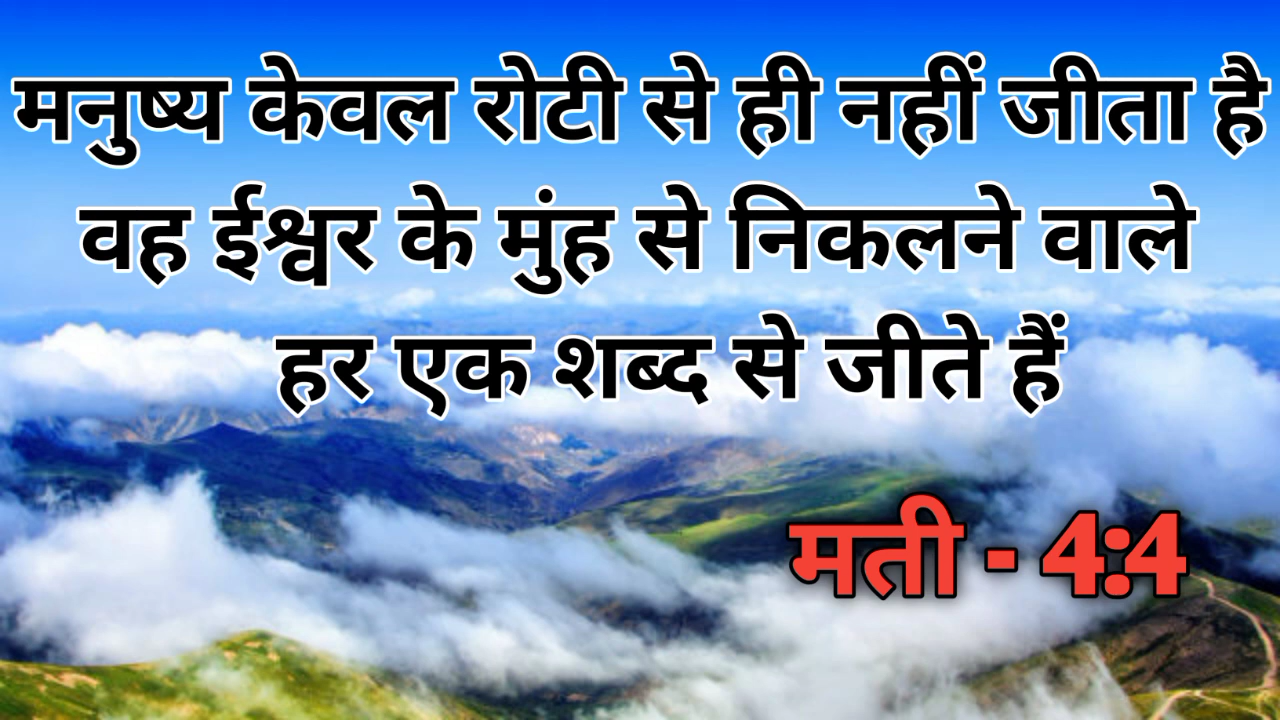 मनुष्य केवल रोटी से ही नहीं जीता है
वह ईश्वर के मुंह से निकलने वाले
हर एक शब्द से जीते हैं
मती - 4:4